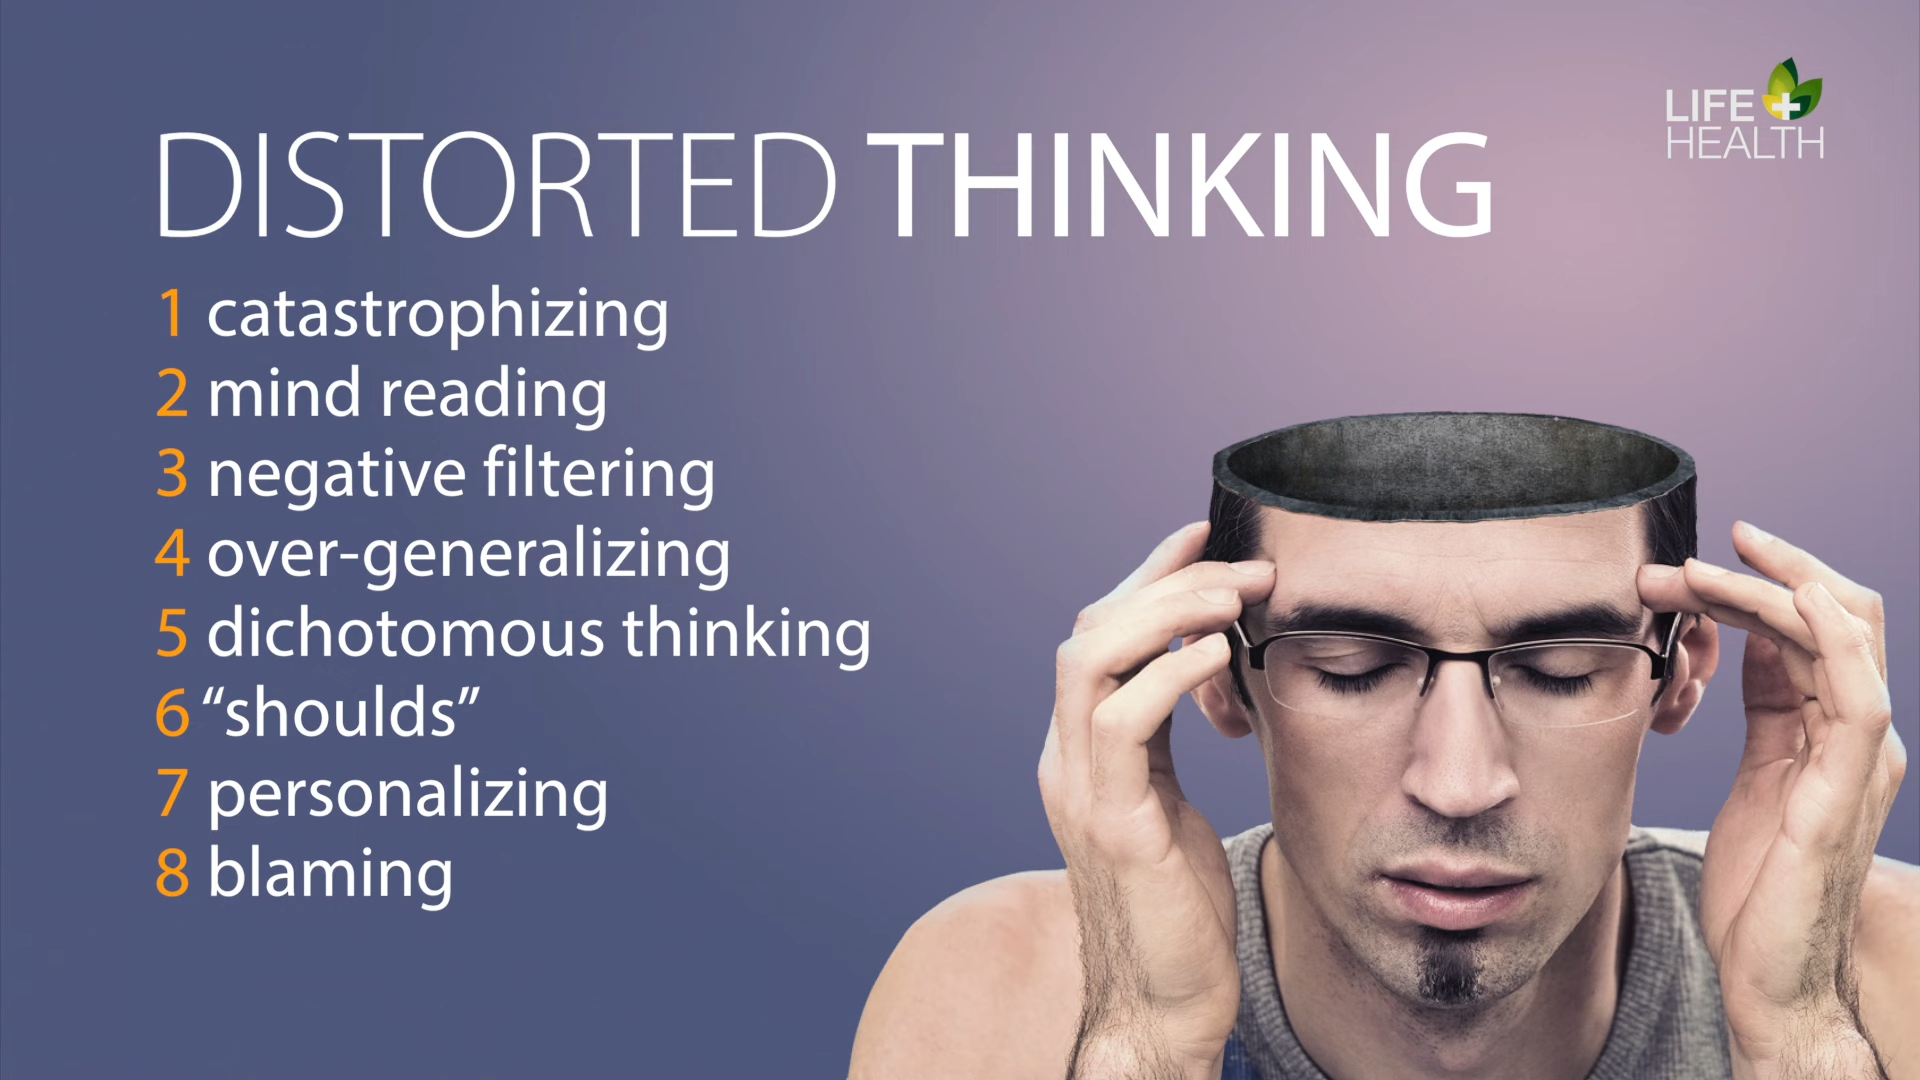 LIFE
HEALTH
DISTORTED THINKING
1 catastrophizing
2 mind reading
3 negative filtering
4 over-generalizing
5 dichotomous thinking
6 “shoulds”
7 personalizing
8 blaming